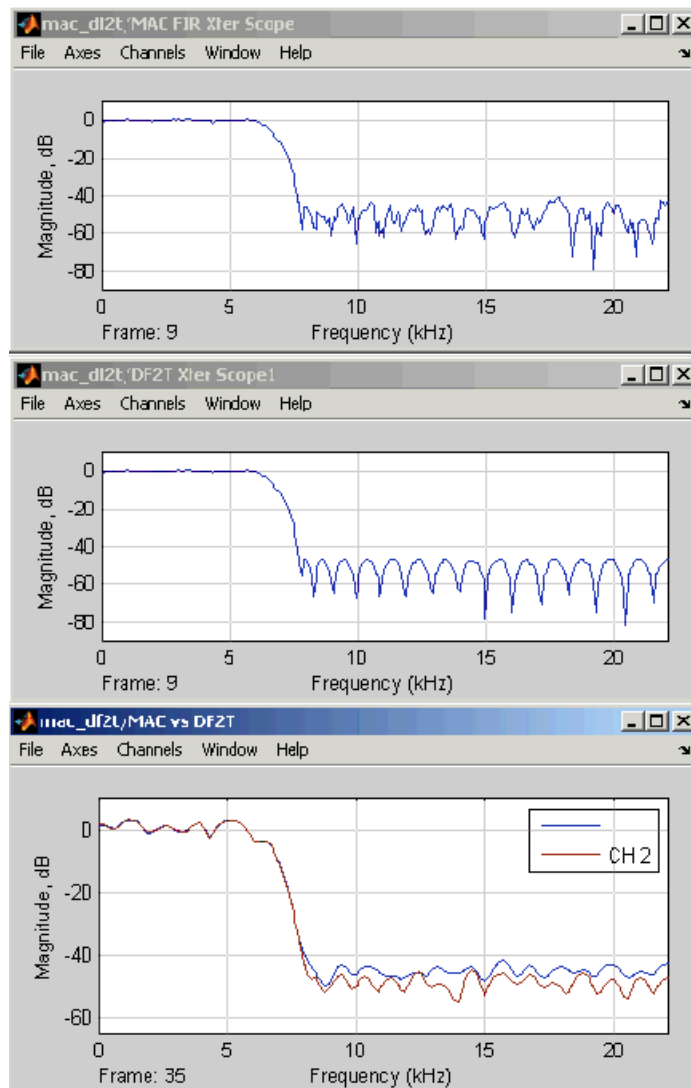 mac_df2t/MAC FIR Xfer Scope
File Axes Channels Window Help
Magnitude, dB
0
-20
-40
-60
-80
0 5 10 15 20
Frame: 9 Frequency (kHz)
mac_df2t/DF2T Xfer Scope1
File Axes Channels Window Help
Magnitude, dB
0
-20
-40
-60
-80
0 5 10 15 20
Frame: 9 Frequency (kHz)
mac_df2t/MAC vs DF2T
File Axes Channels Window Help
Magnitude, dB
0
-20
-40
-60
CH 2
0 5 10 15 20
Frame: 35 Frequency (kHz)